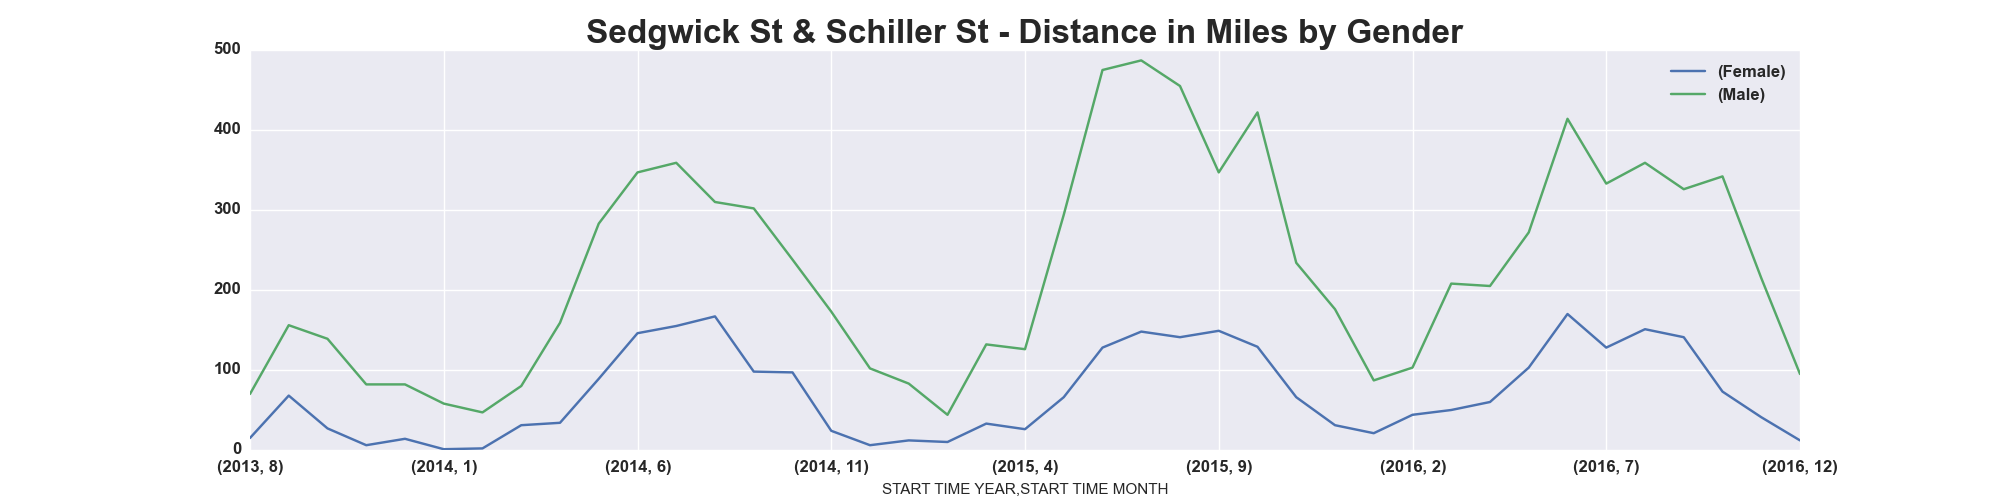 Sedgwick St & Schiller St - Distance in Miles by Gender
500
400
300
200
100
0
(Female)
(Male)
(2013, 8) (2014, 1) (2014, 6) (2014, 11) (2015, 4) (2015, 9) (2016, 2) (2016, 7) (2016, 12)
START TIME YEAR,START TIME MONTH